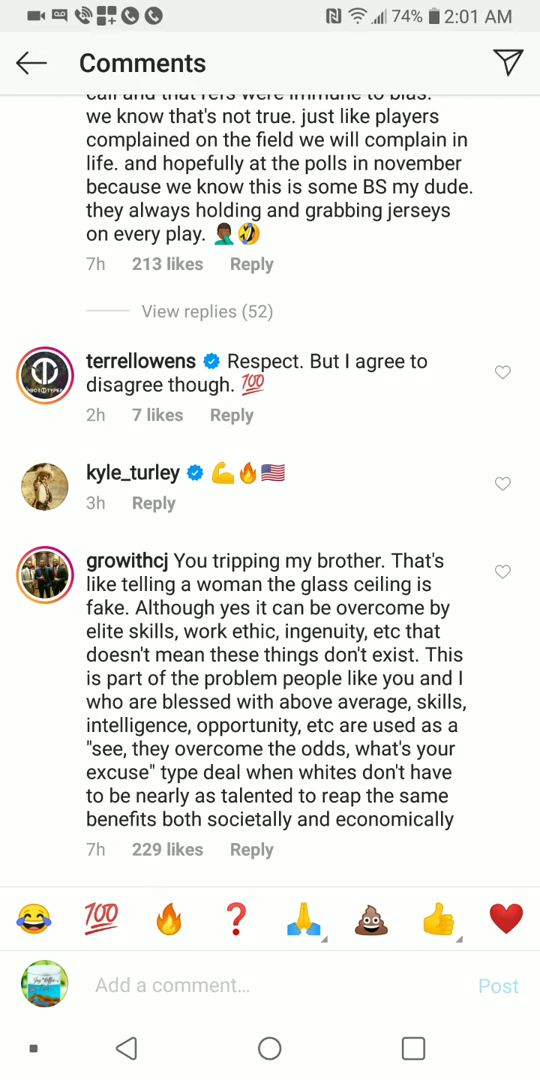 74% 2:01 AM
Comments
call and that refs were immune to bias.
we know that's not true. just like players
complained on the field we will complain in
life. and hopefully at the polls in november
because we know this is some BS my dude.
they always holding and grabbing jerseys
on every play. 🤦🏾‍♂️🤣
7h 213 likes Reply
View replies (52)
terrellowens Respect. But I agree to
disagree though. 💯
2h 7 likes Reply
kyle_turley 💪🔥🇺🇸
3h Reply
growithcj You tripping my brother. That's
like telling a woman the glass ceiling is
fake. Although yes it can be overcome by
elite skills, work ethic, ingenuity, etc that
doesn't mean these things don't exist. This
is part of the problem people like you and I
who are blessed with above average, skills,
intelligence, opportunity, etc are used as a
"see, they overcome the odds, what's your
excuse" type deal when whites don't have
to be nearly as talented to reap the same
benefits both societally and economically
7h 229 likes Reply
😂 💯 🔥 ❓ 🙏 💩 👍 ❤️
Add a comment... Post